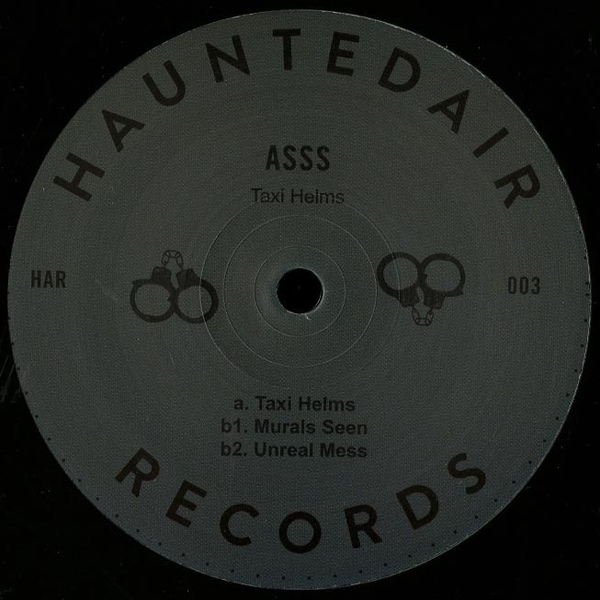 HAUNTEDAIR
ASSS
Taxi Helms
HAR
003
a. Taxi Helms
b1. Murals Seen
b2. Unreal Mess
RECORDS